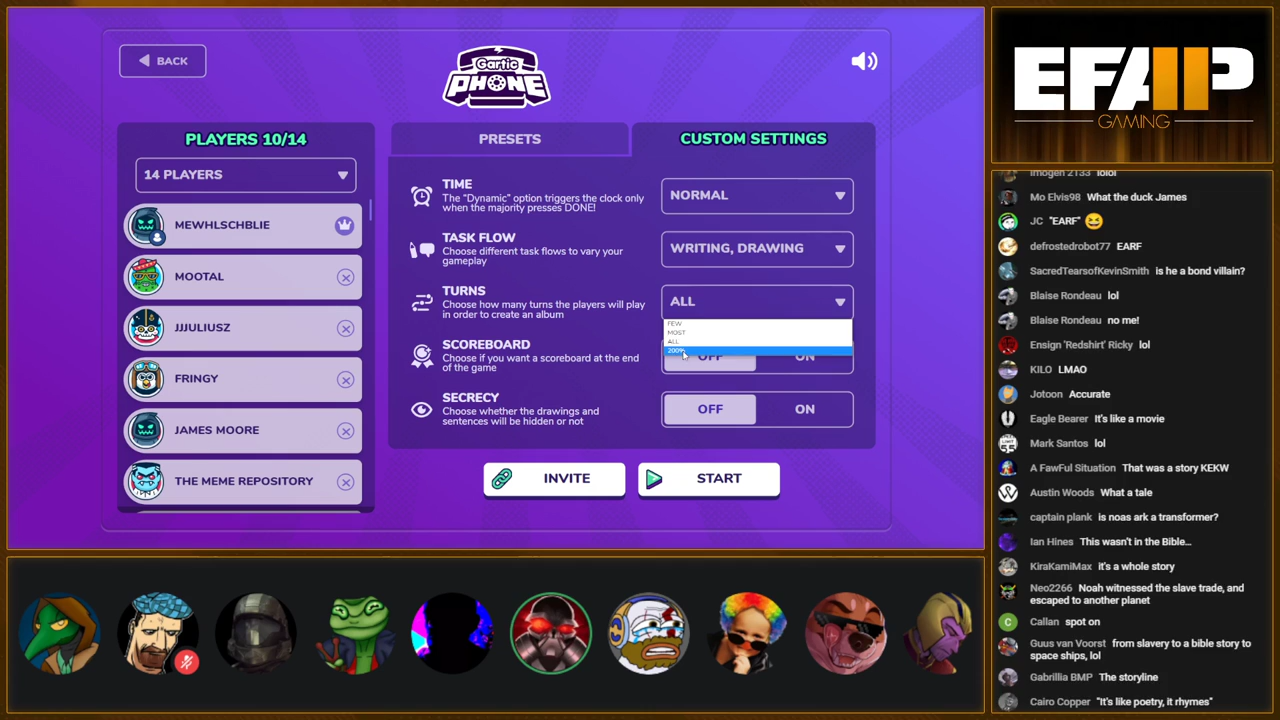 BACK
Gartic
PHONE
PLAYERS 10/14
14 PLAYERS
MEWHLSCHBLIE
MOOTAL
JJJULIUSZ
FRINGY
JAMES MOORE
THE MEME REPOSITORY
PRESETS
CUSTOM SETTINGS
TIME
The "Dynamic" option triggers the clock only
when the majority presses DONE!
NORMAL
TASK FLOW
Choose different task flows to vary your
gameplay
WRITING, DRAWING
TURNS
Choose how many turns the players will play
in order to create an album
ALL
FEW
MOST
ALL
200%
SCOREBOARD
Choose if you want a scoreboard at the end
of the game
OFF
ON
SECRECY
Choose whether the drawings and
sentences will be hidden or not
OFF
ON
INVITE
START
EFAP
GAMING
imogen 2133 lolol
Mo Elvis98 What the duck James
JC "EARF"
defrostedrobot77 EARF
SacredTearsofKevinSmith is he a bond villain?
Blaise Rondeau lol
Blaise Rondeau no me!
Ensign 'Redshirt' Ricky lol
KILO LMAO
Jotoon Accurate
Eagle Bearer It's like a movie
Mark Santos lol
A FawFul Situation That was a story KEKW
Austin Woods What a tale
captain plank is noas ark a transformer?
Ian Hines This wasn't in the Bible...
KiraKamiMax it's a whole story
Neo2266 Noah witnessed the slave trade, and
escaped to another planet
C Callan spot on
Guus van Voorst from slavery to a bible story to
space ships, lol
Gabrillia BMP The storyline
Cairo Copper "It's like poetry, it rhymes"